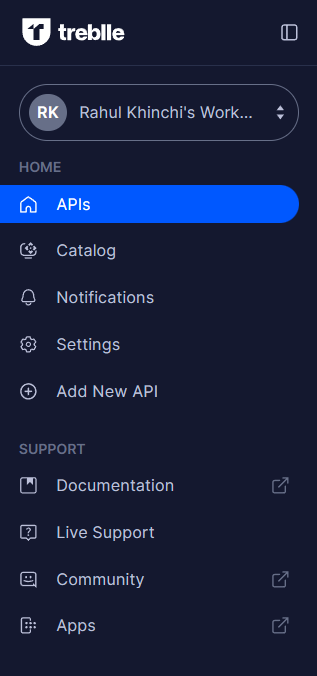 treblle
RK Rahul Khinchi's Work...
HOME
APIs
Catalog
Notifications
Settings
Add New API
SUPPORT
Documentation
Live Support
Community
Apps